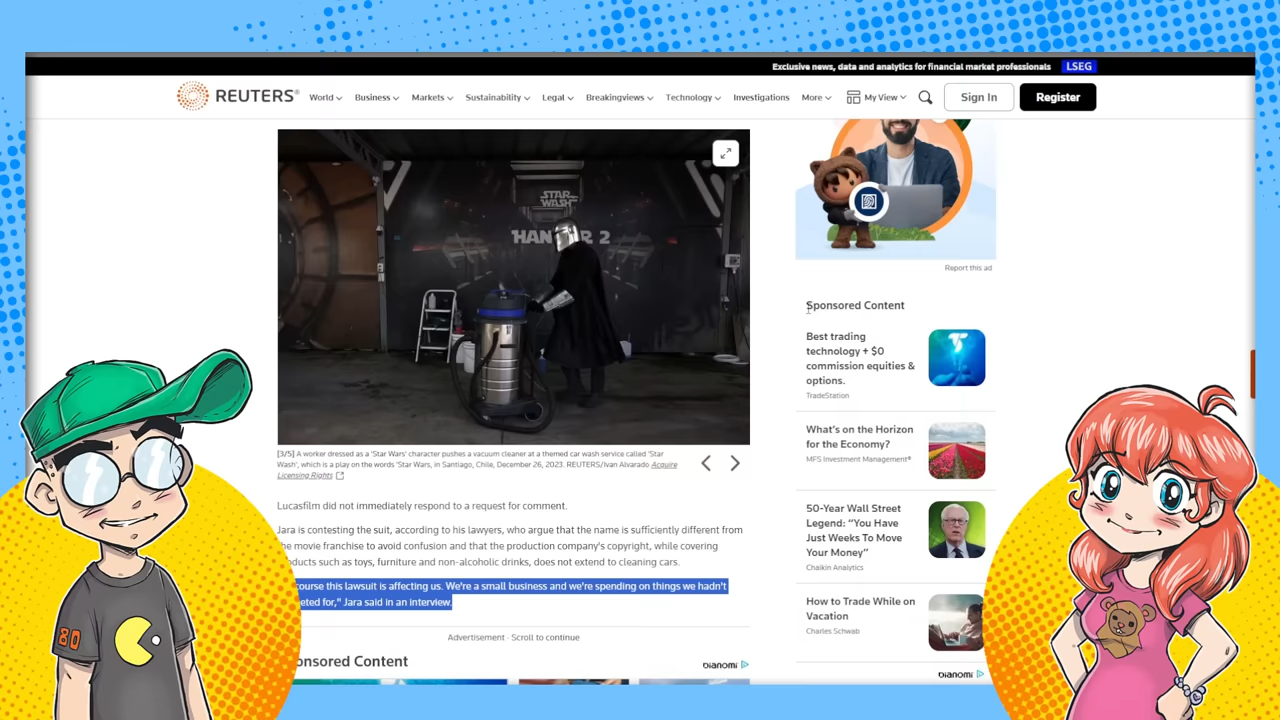 Exclusive news, data and analytics for financial market professionals LSEG
REUTERS®
World Business Markets Sustainability Legal Breakingviews Technology Investigations More My View Sign In Register
STAR WASH
HANGAR 2
Report this ad
[3/5] A worker dressed as a 'Star Wars' character pushes a vacuum cleaner at a themed car wash service called 'Star
Wash', which is a play on the words 'Star Wars, in Santiago, Chile, December 26, 2023. REUTERS/Ivan Alvarado Acquire
Licensing Rights
Lucasfilm did not immediately respond to a request for comment.
Jara is contesting the suit, according to his lawyers, who argue that the name is sufficiently different from
the movie franchise to avoid confusion and that the production company's copyright, while covering
products such as toys, furniture and non-alcoholic drinks, does not extend to cleaning cars.
course this lawsuit is affecting us. We're a small business and we're spending on things we hadn't
eted for," Jara said in an interview.
Advertisement · Scroll to continue
onsored Content
Dianomi
Sponsored Content
Best trading
technology + $0
commission equities &
options.
TradeStation
What's on the Horizon
for the Economy?
MFS Investment Management®
50-Year Wall Street
Legend: "You Have
Just Weeks To Move
Your Money"
Chaikin Analytics
How to Trade While on
Vacation
Charles Schwab
Dianomi
80